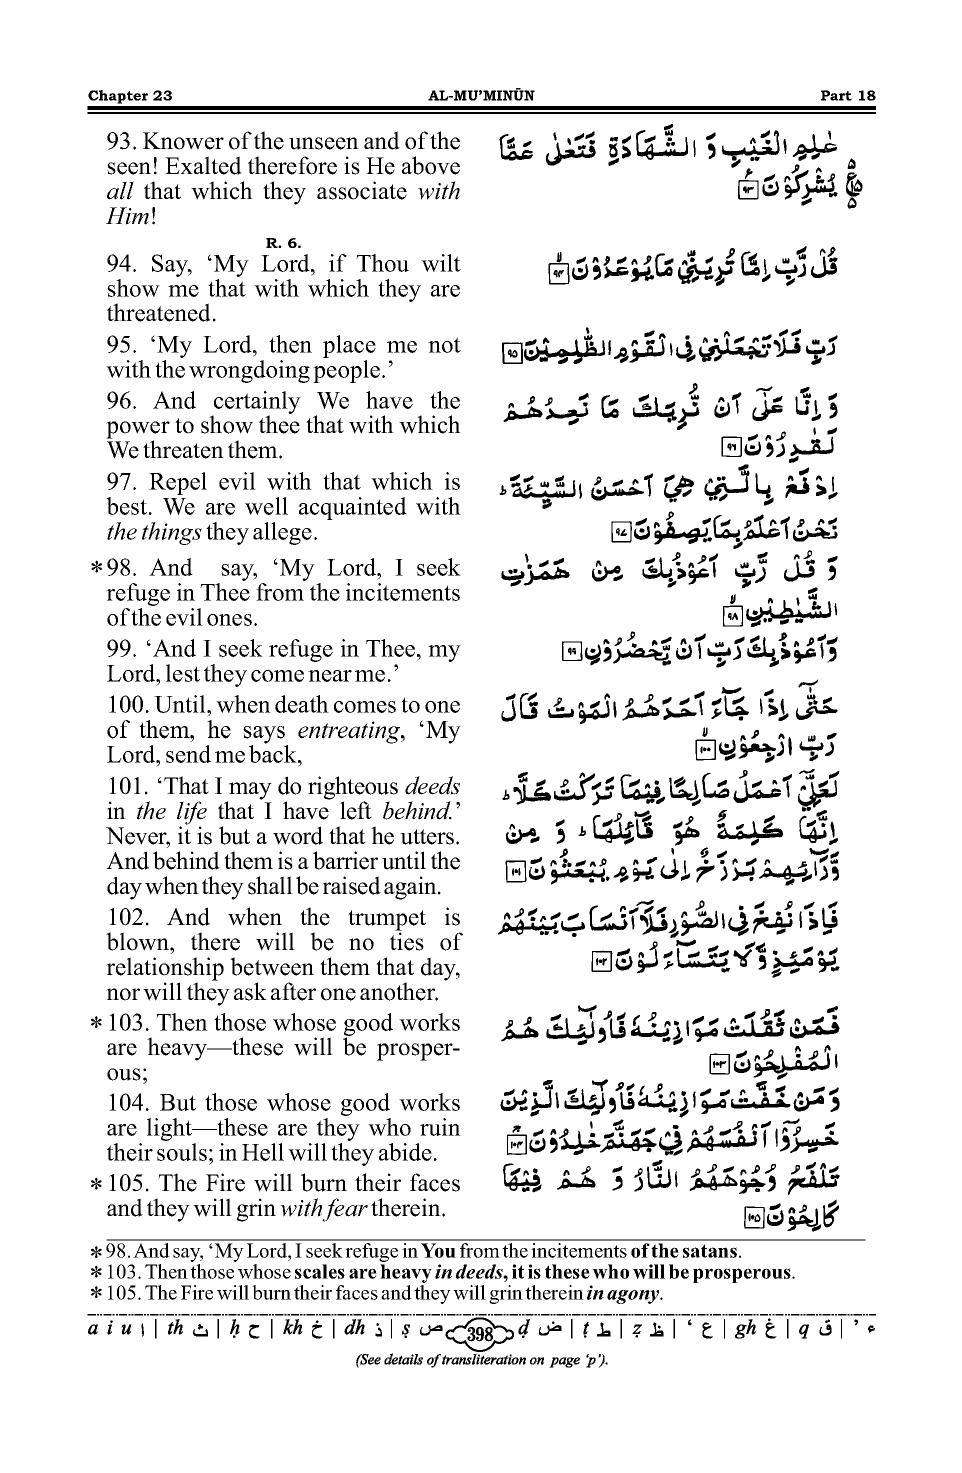 Chapter 23 AL-MU’MINŪN Part 18
93. Knower of the unseen and of the
seen! Exalted therefore is He above
all that which they associate with
Him!
R. 6.
94. Say, ‘My Lord, if Thou wilt
show me that with which they are
threatened.
95. ‘My Lord, then place me not
with the wrongdoing people.’
96. And certainly We have the
power to show thee that with which
We threaten them.
97. Repel evil with that which is
best. We are well acquainted with
the things they allege.
*98. And say, ‘My Lord, I seek
refuge in Thee from the incitements
of the evil ones.
99. ‘And I seek refuge in Thee, my
Lord, lest they come near me.’
100. Until, when death comes to one
of them, he says entreating, ‘My
Lord, send me back,
101. ‘That I may do righteous deeds
in the life that I have left behind.’
Never, it is but a word that he utters.
And behind them is a barrier until the
day when they shall be raised again.
102. And when the trumpet is
blown, there will be no ties of
relationship between them that day,
nor will they ask after one another.
*103. Then those whose good works
are heavy—these will be prosper-
ous;
104. But those whose good works
are light—these are they who ruin
their souls; in Hell will they abide.
*105. The Fire will burn their faces
and they will grin with fear therein.
عٰلِمِ الْغَيْبِ وَ الشَّهَادَةِ فَتَعٰلٰى عَمَّا
يُشْرِكُوْنَ ﴿۹۳﴾
قُلْ رَّبِّ اِمَّا تُرِيَنِّيْ مَا يُوْعَدُوْنَ ﴿۹۴﴾
رَبِّ فَلَا تَجْعَلْنِيْ فِى الْقَوْمِ الظّٰلِمِيْنَ ﴿۹۵﴾
وَ اِنَّا عَلٰٓى اَنْ نُّرِيَكَ مَا نَعِدُهُمْ
لَقٰدِرُوْنَ ﴿۹۶﴾
اِدْفَعْ بِالَّتِيْ هِيَ اَحْسَنُ السَّيِّئَةَ ؕ
نَحْنُ اَعْلَمُ بِمَا يَصِفُوْنَ ﴿۹۷﴾
وَ قُلْ رَّبِّ اَعُوْذُ بِكَ مِنْ هَمَزٰتِ
الشَّيٰطِيْنِ ﴿۹۸﴾
وَ اَعُوْذُ بِكَ رَبِّ اَنْ يَّحْضُرُوْنِ ﴿۹۹﴾
حَتّٰۤى اِذَا جَآءَ اَحَدَهُمُ الْمَوْتُ قَالَ
رَبِّ ارْجِعُوْنِ ﴿۱۰۰﴾
لَعَلِّيْۤ اَعْمَلُ صَالِحًا فِيْمَا تَرَكْتُ كَلَّا ؕ
اِنَّهَا كَلِمَةٌ هُوَ قَآئِلُهَا ؕ وَ مِنْ
وَّرَآئِهِمْ بَرْزَخٌ اِلٰى يَوْمِ يُبْعَثُوْنَ ﴿۱۰۱﴾
فَاِذَا نُفِخَ فِى الصُّوْرِ فَلَاۤ اَنْسَابَ بَيْنَهُمْ
يَوْمَئِذٍ وَّ لَا يَتَسَآءَلُوْنَ ﴿۱۰۲﴾
فَمَنْ ثَقُلَتْ مَوَازِيْنُهٗ فَاُولٰٓئِكَ هُمُ
الْمُفْلِحُوْنَ ﴿۱۰۳﴾
وَ مَنْ خَفَّتْ مَوَازِيْنُهٗ فَاُولٰٓئِكَ الَّذِيْنَ
خَسِرُوْۤا اَنْفُسَهُمْ فِيْ جَهَنَّمَ خٰلِدُوْنَ ﴿۱۰۴﴾
تَلْفَحُ وُجُوْهَهُمُ النَّارُ وَ هُمْ فِيْهَا
كَالِحُوْنَ ﴿۱۰۵﴾
*98. And say, ‘My Lord, I seek refuge in You from the incitements of the satans.
*103. Then those whose scales are heavy in deeds, it is these who will be prosperous.
*105. The Fire will burn their faces and they will grin therein in agony.
a i u ا | th ث | ḥ ح | kh خ | dh ذ | ṣ ص 398 ḍ ض | ṭ ط | ẓ ظ | ‘ ع | gh غ | q ق | ’ ء
(See details of transliteration on page ‘p’).